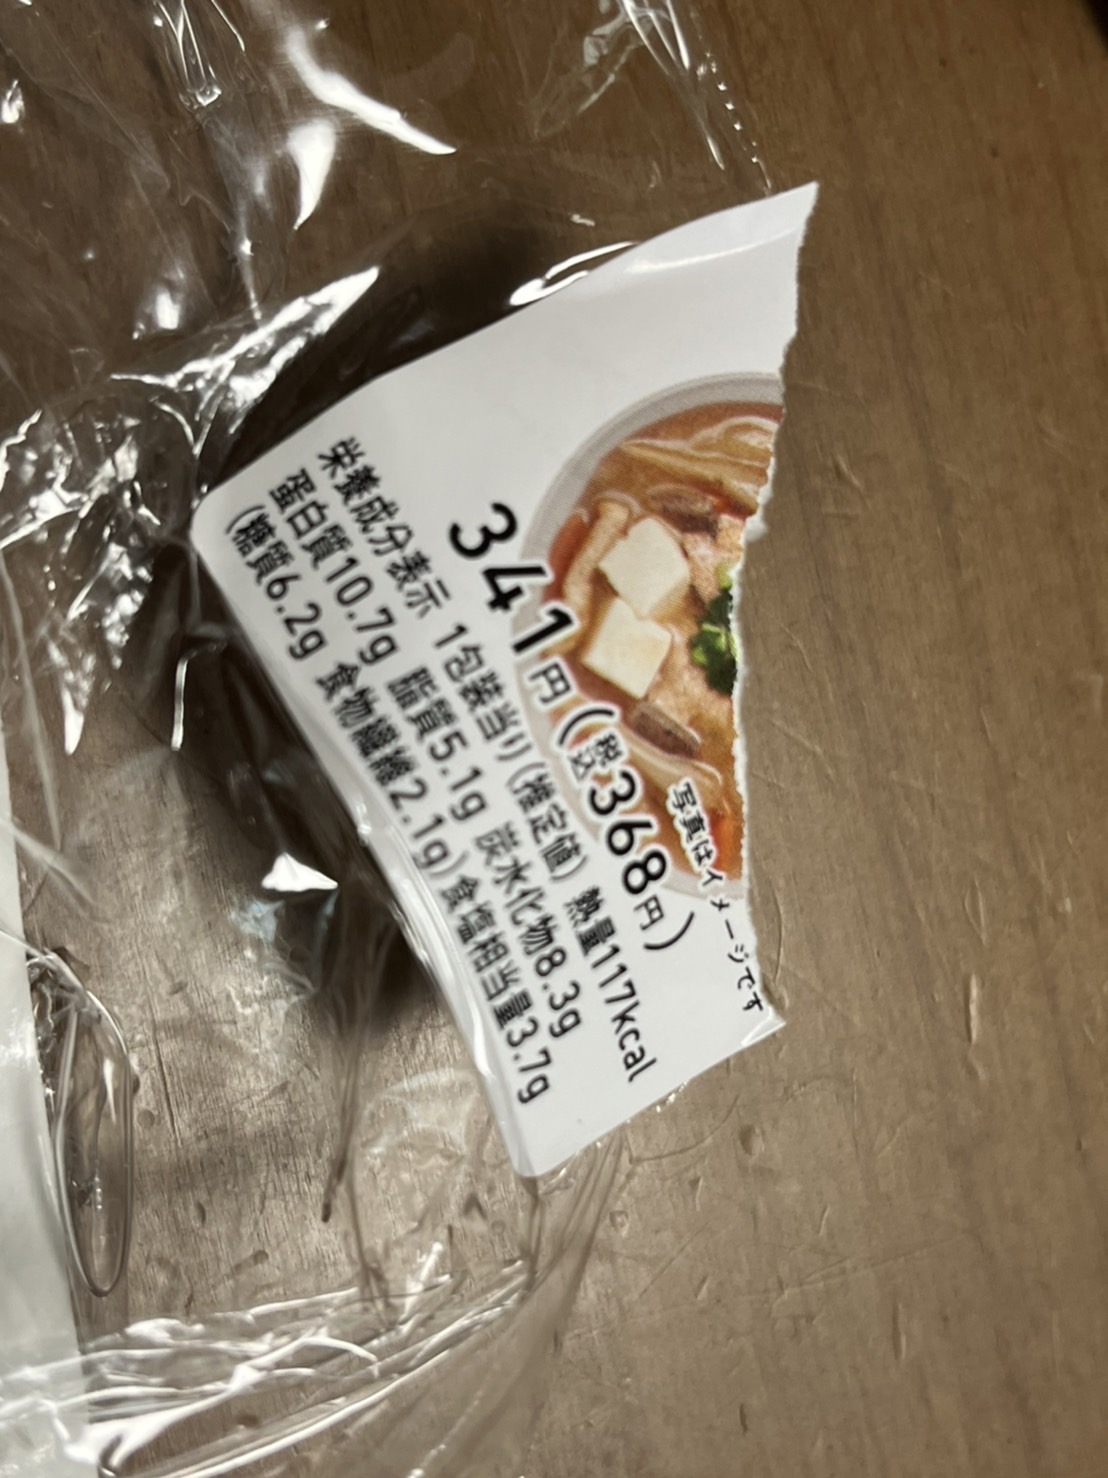 写真はイメージです
341円(税込368円)
栄養成分表示 1包装当り(推定値) 熱量117kcal
蛋白質10.7g 脂質5.1g 炭水化物8.3g
(糖質6.2g 食物繊維2.1g)食塩相当量3.7g